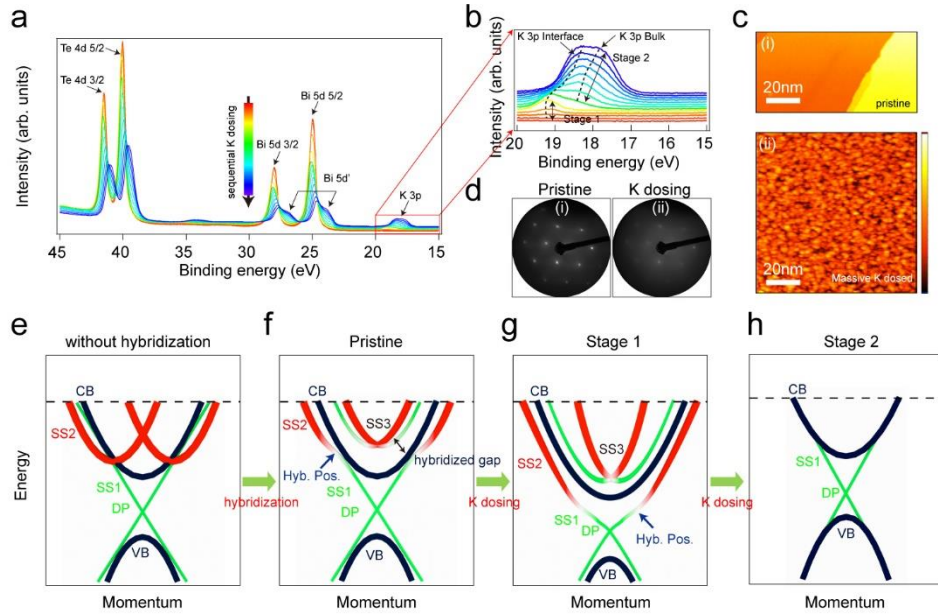 a
Intensity (arb. units)
Te 4d 5/2
Te 4d 3/2
sequential K dosing
Bi 5d 5/2
Bi 5d 3/2
Bi 5d'
K 3p
45 40 35 30 25 20 15
Binding energy (eV)
b
Intensity (arb. units)
K 3p Interface
K 3p Bulk
Stage 2
Stage 1
20 19 18 17 16 15
Binding energy (eV)
c
(i)
20nm
pristine
(ii)
20nm
Massive K dosed
d
Pristine
K dosing
(i)
(ii)
e
without hybridization
CB
SS2
SS1
DP
VB
Energy
Momentum
hybridization
f
Pristine
CB
SS2
SS3
hybridized gap
Hyb. Pos.
SS1
DP
VB
Momentum
K dosing
g
Stage 1
CB
SS2
SS3
SS1
DP
Hyb. Pos.
VB
Momentum
K dosing
h
Stage 2
CB
SS1
DP
VB
Momentum